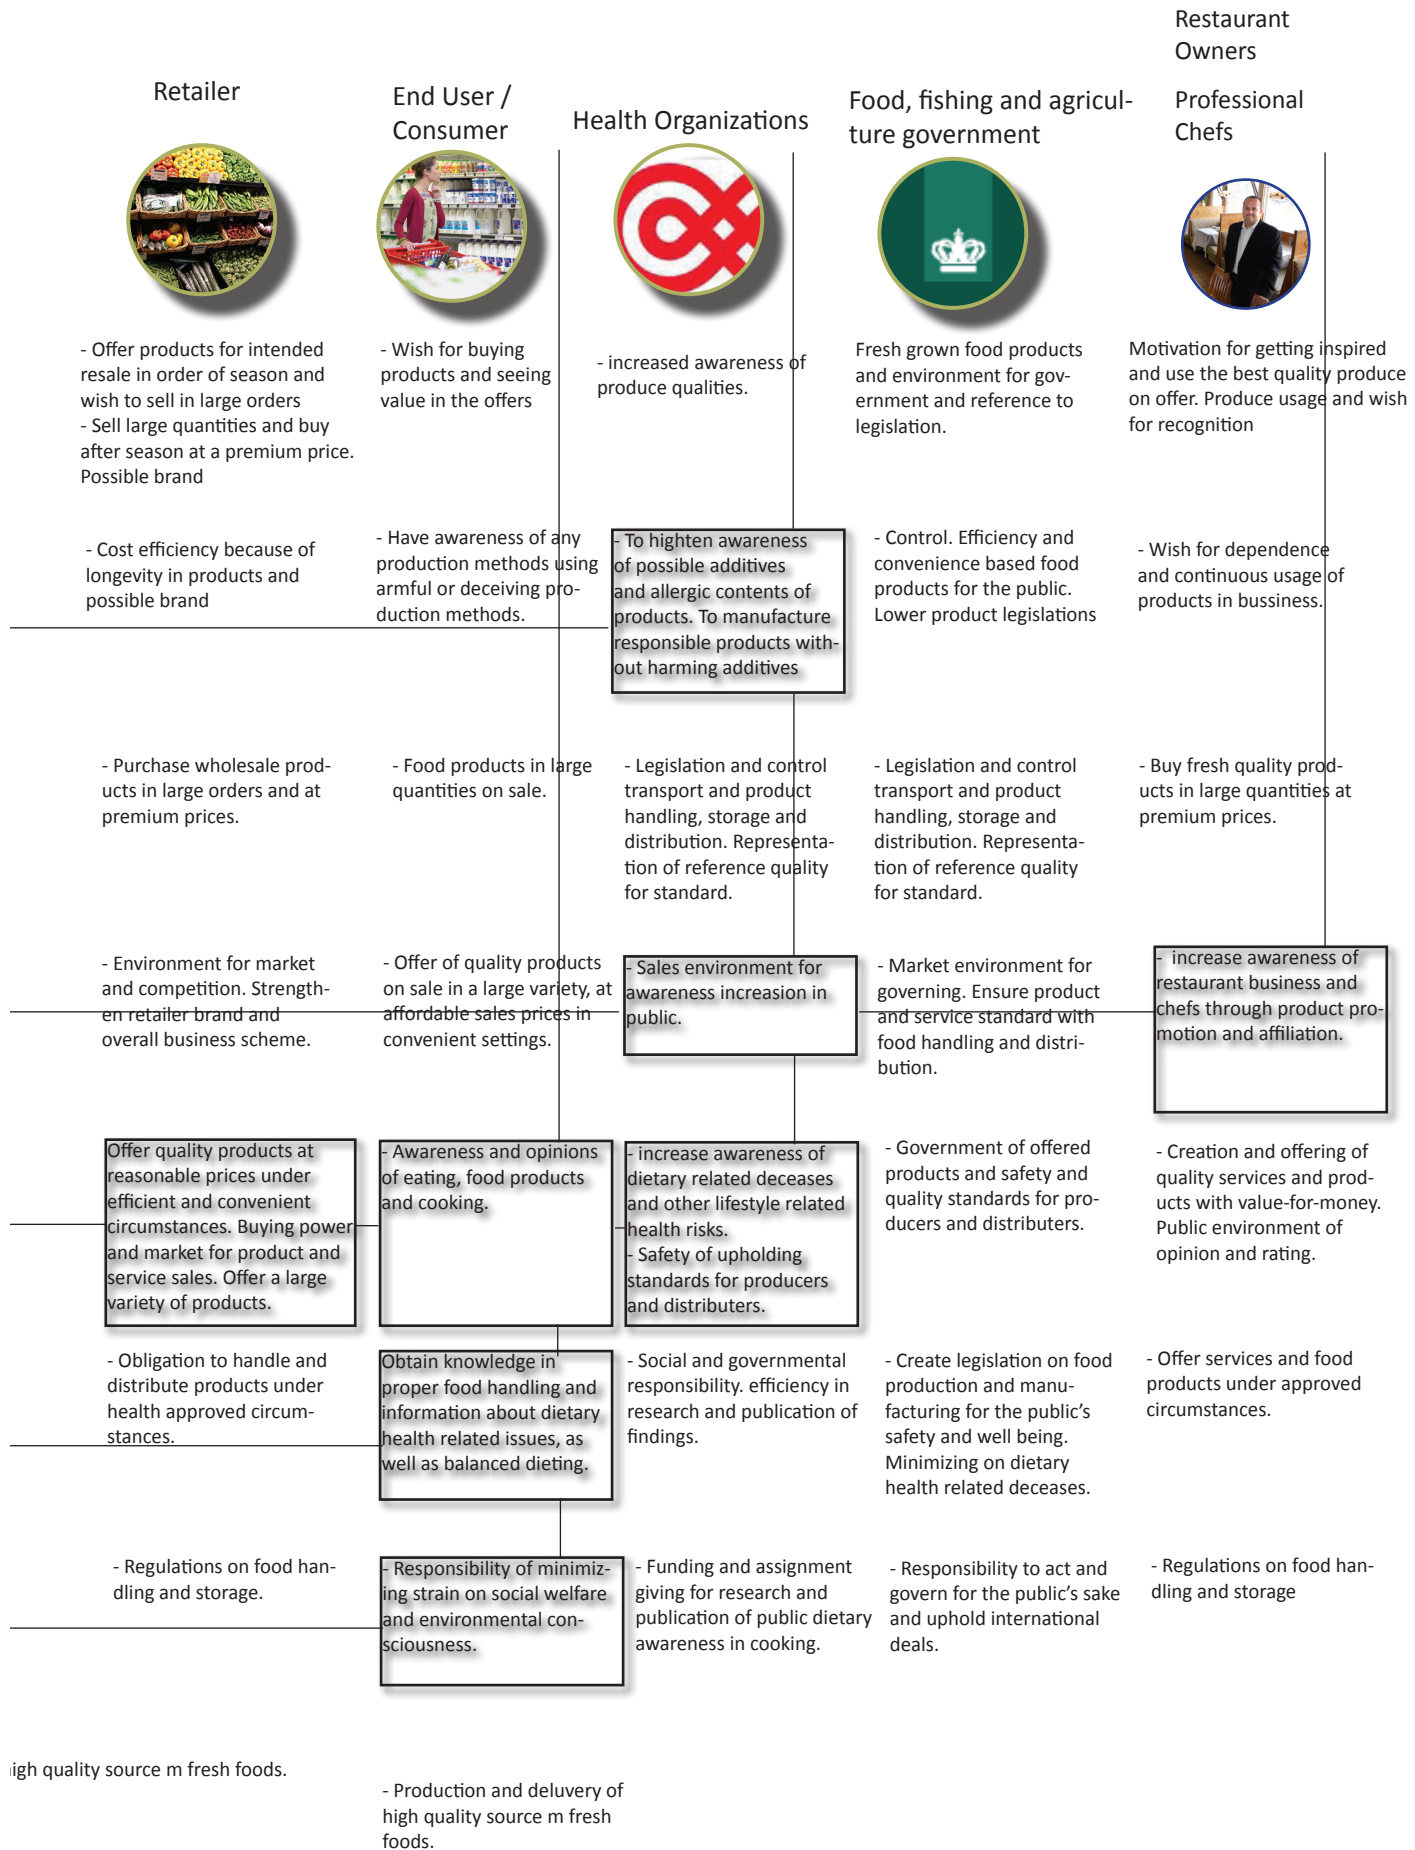 Restaurant
Owners
Professional
Chefs
Retailer
End User /
Consumer
Health Organizations
Food, fishing and agricul-
ture government
- Offer products for intended
resale in order of season and
wish to sell in large orders
- Sell large quantities and buy
after season at a premium price.
Possible brand
- Wish for buying
products and seeing
value in the offers
- increased awareness of
produce qualities.
Fresh grown food products
and environment for gov-
ernment and reference to
legislation.
Motivation for getting inspired
and use the best quality produce
on offer. Produce usage and wish
for recognition
- Cost efficiency because of
longevity in products and
possible brand
- Have awareness of any
production methods using
armful or deceiving pro-
duction methods.
- To highten awareness
of possible additives
and allergic contents of
products. To manufacture
responsible products with-
out harming additives
- Control. Efficiency and
convenience based food
products for the public.
Lower product legislations
- Wish for dependence
and continuous usage of
products in bussiness.
- Purchase wholesale prod-
ucts in large orders and at
premium prices.
- Food products in large
quantities on sale.
- Legislation and control
transport and product
handling, storage and
distribution. Representa-
tion of reference quality
for standard.
- Legislation and control
transport and product
handling, storage and
distribution. Representa-
tion of reference quality
for standard.
- Buy fresh quality prod-
ucts in large quantities at
premium prices.
- Environment for market
and competition. Strength-
en retailer brand and
overall business scheme.
- Offer of quality products
on sale in a large variety, at
affordable sales prices in
convenient settings.
- Sales environment for
awareness increasion in
public.
- Market environment for
governing. Ensure product
and service standard with
food handling and distri-
bution.
- increase awareness of
restaurant business and
chefs through product pro-
motion and affiliation.
Offer quality products at
reasonable prices under
efficient and convenient
circumstances. Buying power
and market for product and
service sales. Offer a large
variety of products.
- Awareness and opinions
of eating, food products
and cooking.
- increase awareness of
dietary related deceases
and other lifestyle related
health risks.
- Safety of upholding
standards for producers
and distributers.
- Government of offered
products and safety and
quality standards for pro-
ducers and distributers.
- Creation and offering of
quality services and prod-
ucts with value-for-money.
Public environment of
opinion and rating.
- Obligation to handle and
distribute products under
health approved circum-
stances.
Obtain knowledge in
proper food handling and
information about dietary
health related issues, as
well as balanced dieting.
- Social and governmental
responsibility. efficiency in
research and publication of
findings.
- Create legislation on food
production and manu-
facturing for the public's
safety and well being.
Minimizing on dietary
health related deceases.
- Offer services and food
products under approved
circumstances.
- Regulations on food han-
dling and storage.
- Responsibility of minimiz-
ing strain on social welfare
and environmental con-
sciousness.
- Funding and assignment
giving for research and
publication of public dietary
awareness in cooking.
- Responsibility to act and
govern for the public's sake
and uphold international
deals.
- Regulations on food han-
dling and storage
quality source m fresh foods.
- Production and deluvery of
high quality source m fresh
foods.